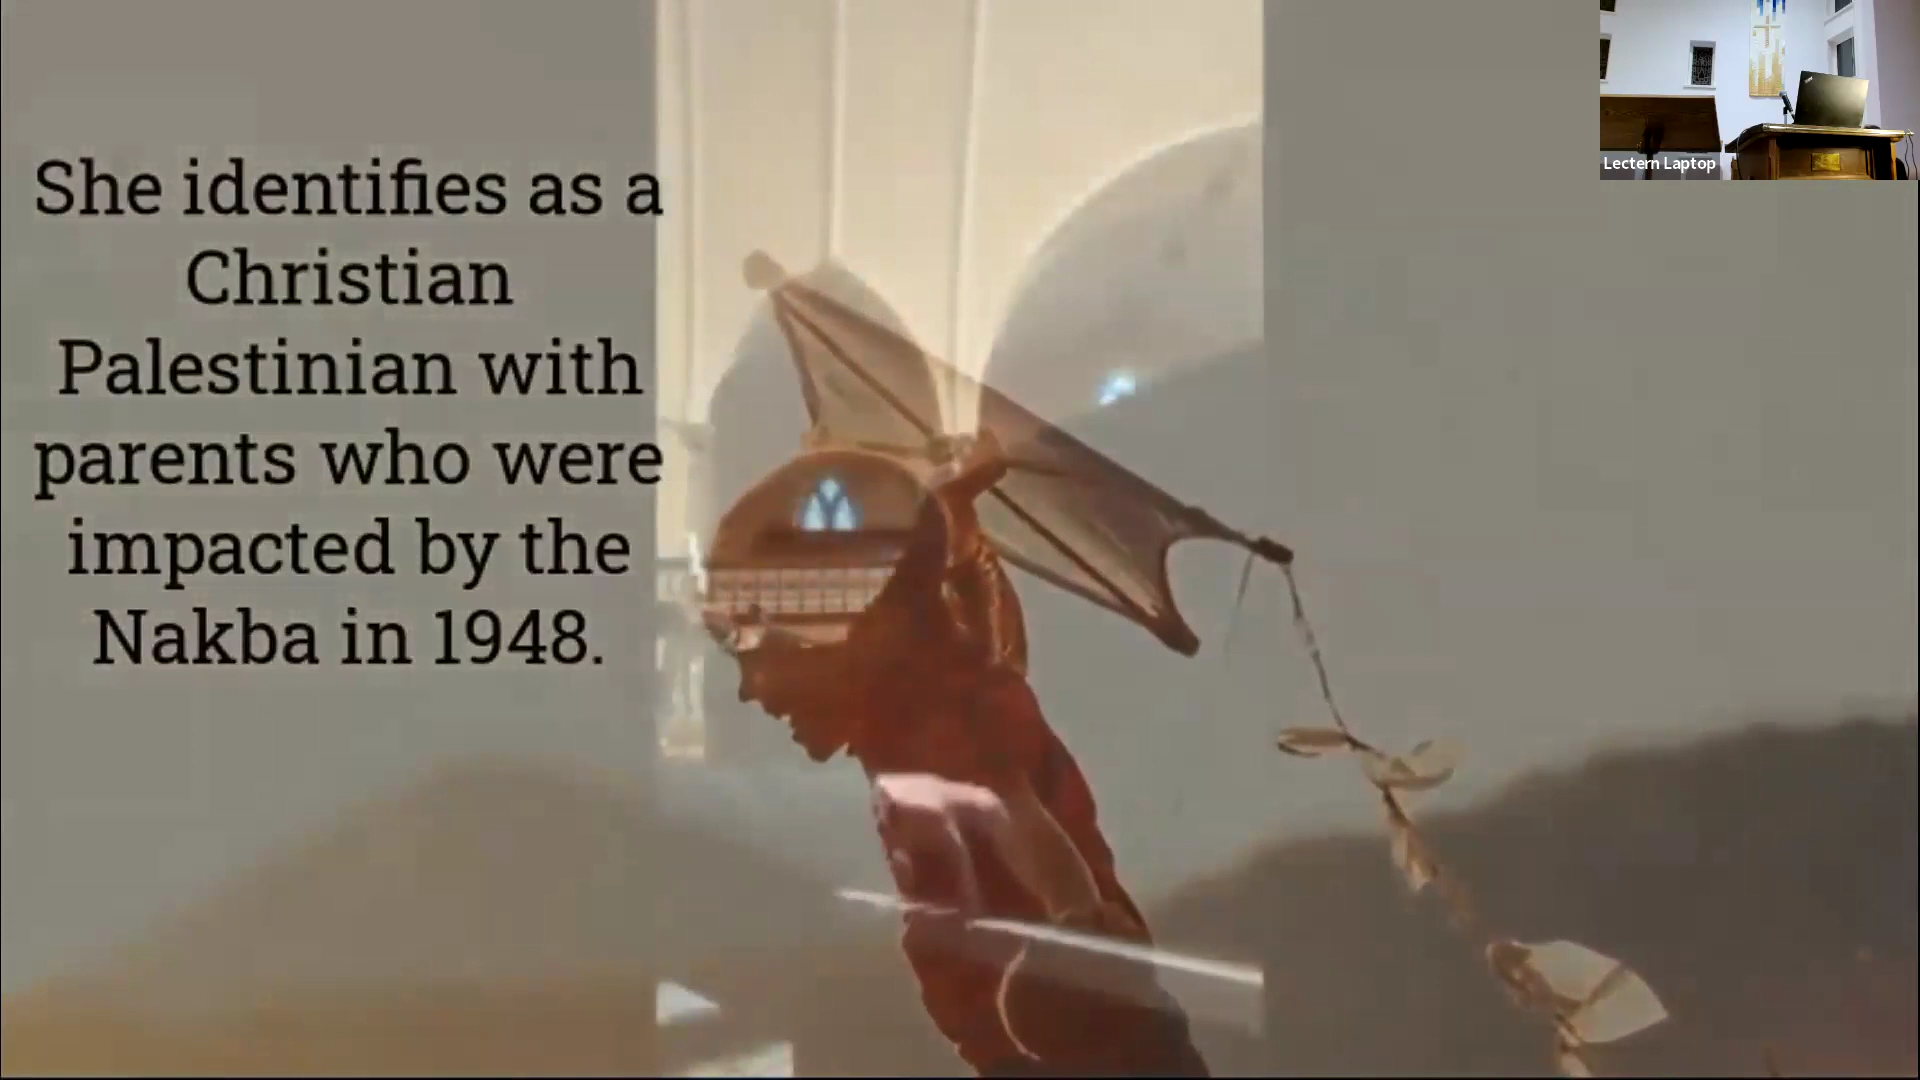 She identifies as a
Christian
Palestinian with
parents who were
impacted by the
Nakba in 1948.
Lectern Laptop